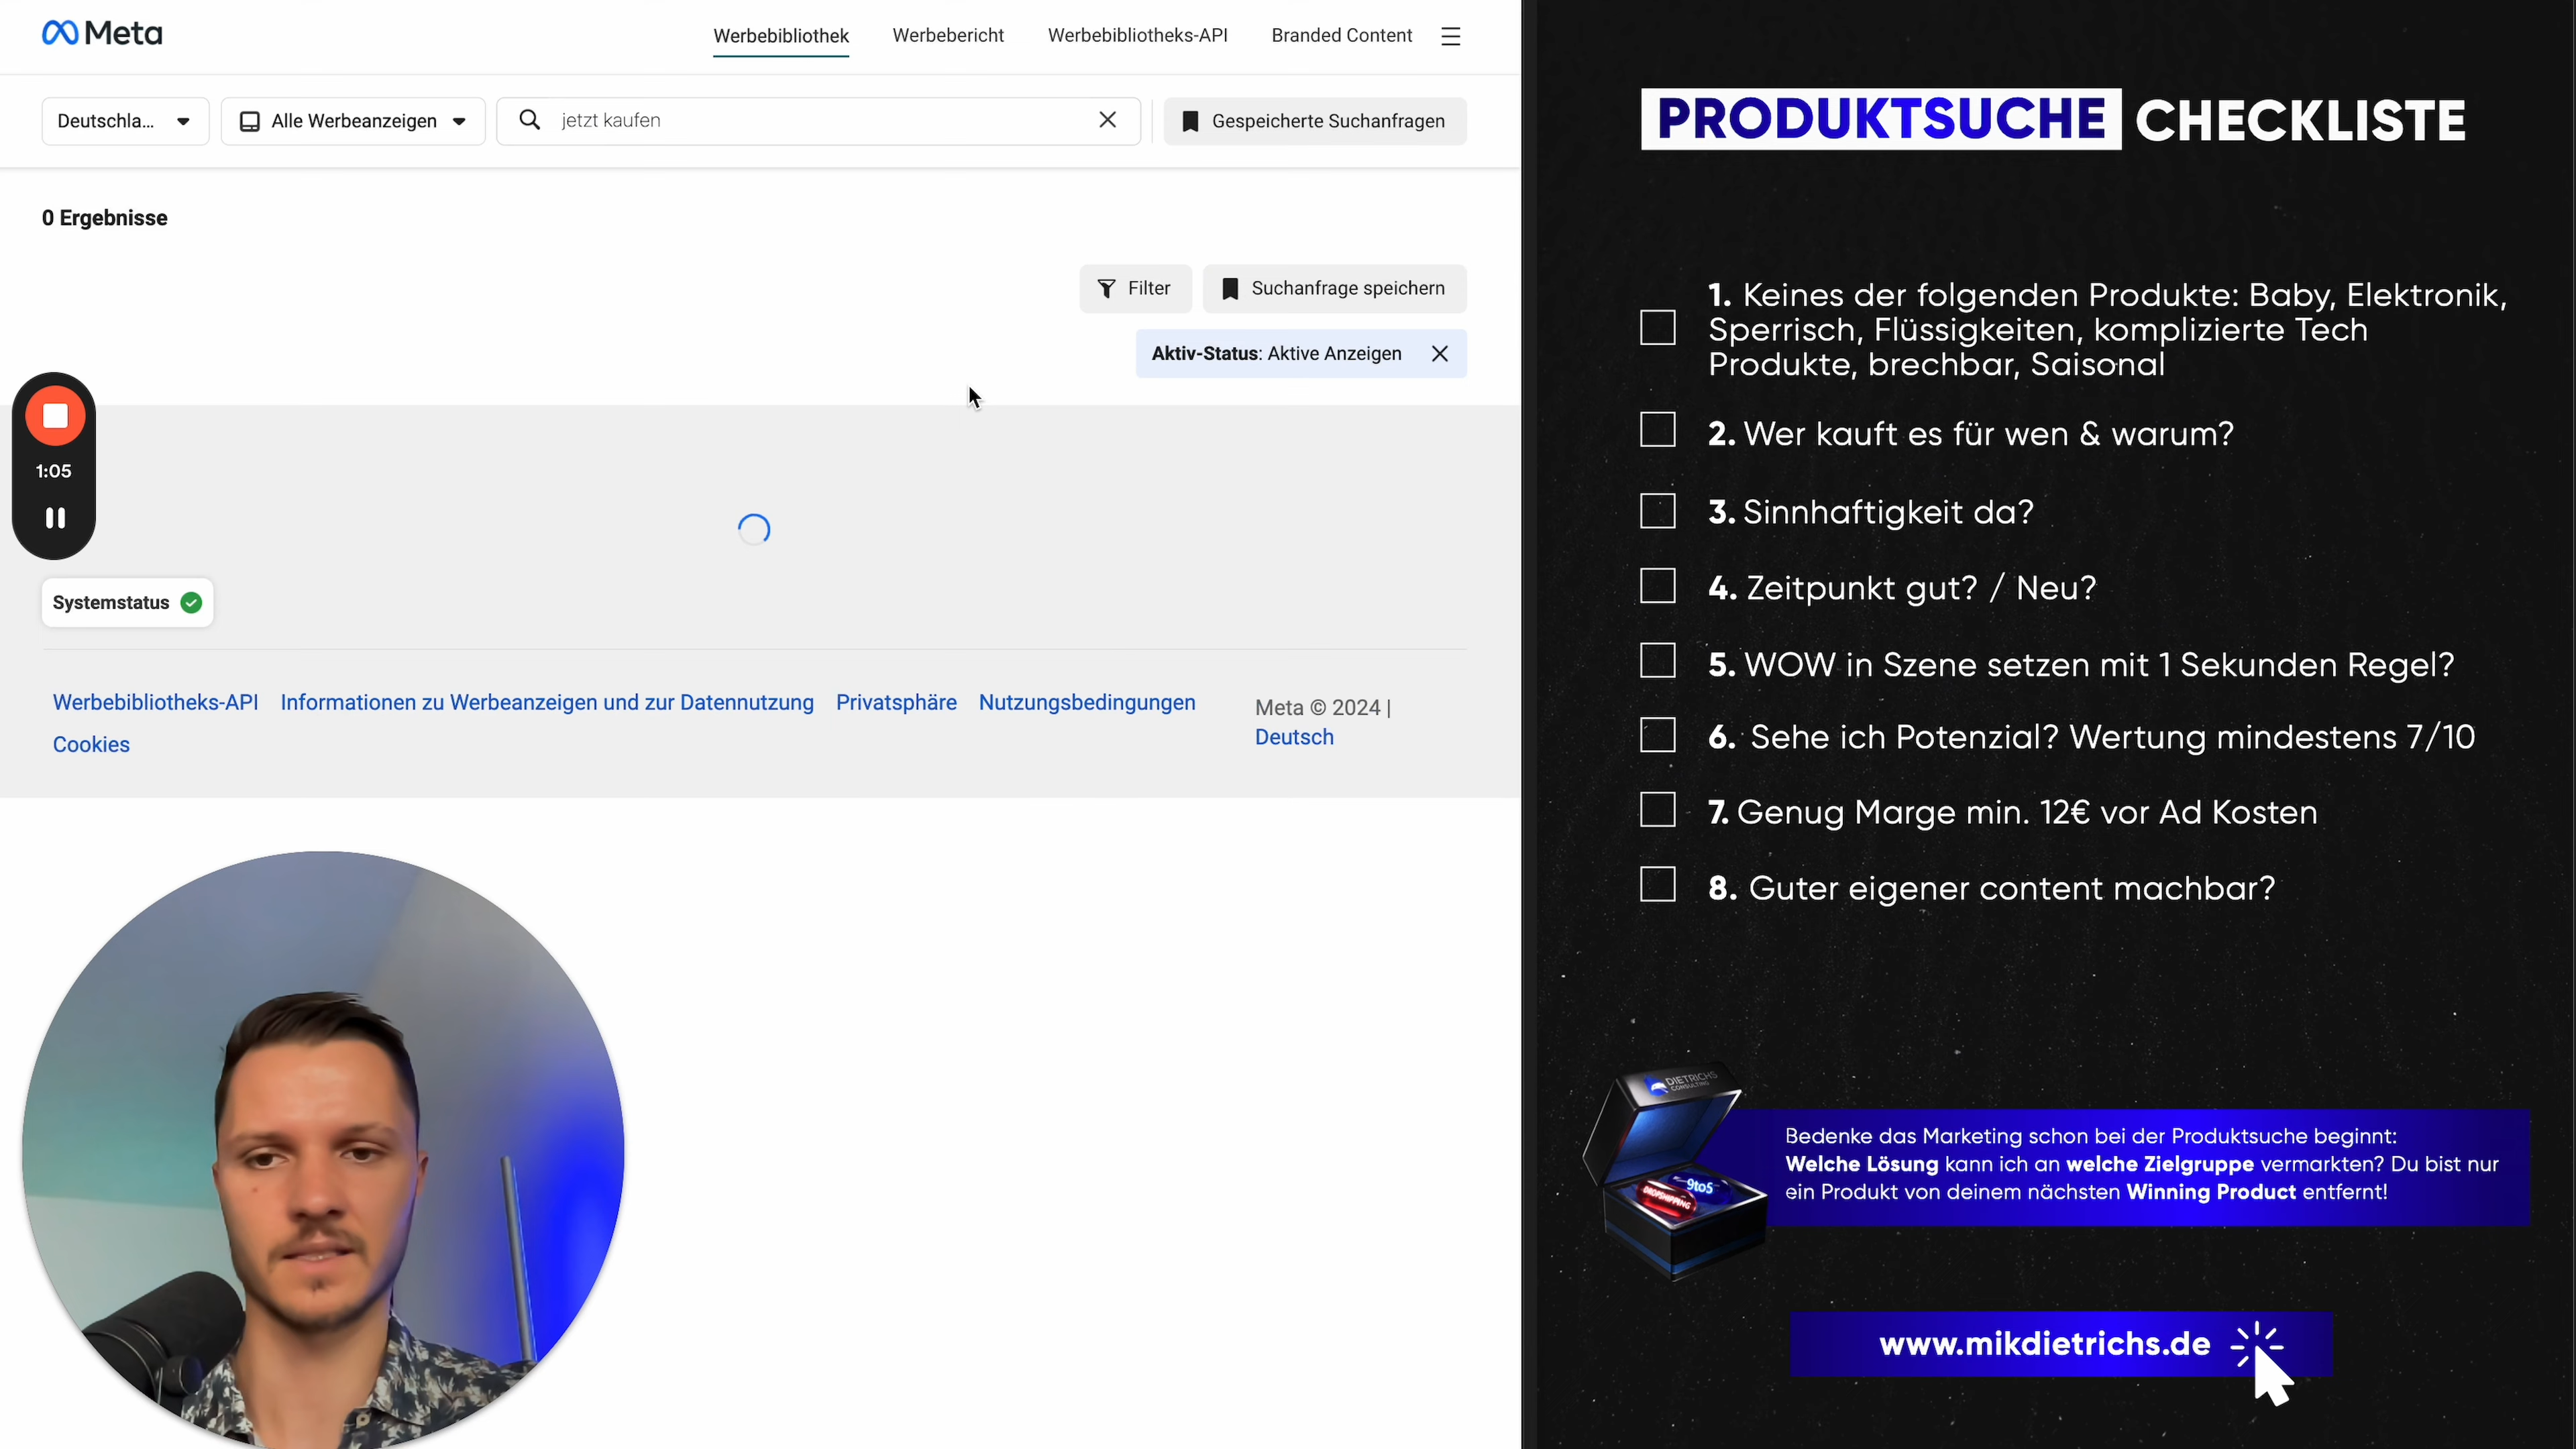 Meta
Werbebibliothek
Werbebericht
Werbebibliotheks-API
Branded Content
Deutschla...
Alle Werbeanzeigen
jetzt kaufen
Gespeicherte Suchanfragen
0 Ergebnisse
Filter
Suchanfrage speichern
Aktiv-Status: Aktive Anzeigen
1:05
Systemstatus
Werbebibliotheks-API
Informationen zu Werbeanzeigen und zur Datennutzung
Privatsphäre
Nutzungsbedingungen
Cookies
Meta © 2024 |
Deutsch
PRODUKTSUCHE CHECKLISTE
1. Keines der folgenden Produkte: Baby, Elektronik,
Sperrisch, Flüssigkeiten, komplizierte Tech
Produkte, brechbar, Saisonal
2. Wer kauft es für wen & warum?
3. Sinnhaftigkeit da?
4. Zeitpunkt gut? / Neu?
5. WOW in Szene setzen mit 1 Sekunden Regel?
6. Sehe ich Potenzial? Wertung mindestens 7/10
7. Genug Marge min. 12€ vor Ad Kosten
8. Guter eigener content machbar?
DIETRICHS
CONSULTING
9to5
DROPSHIPPING
Bedenke das Marketing schon bei der Produktsuche beginnt:
Welche Lösung kann ich an welche Zielgruppe vermarkten? Du bist nur
ein Produkt von deinem nächsten Winning Product entfernt!
www.mikdietrichs.de